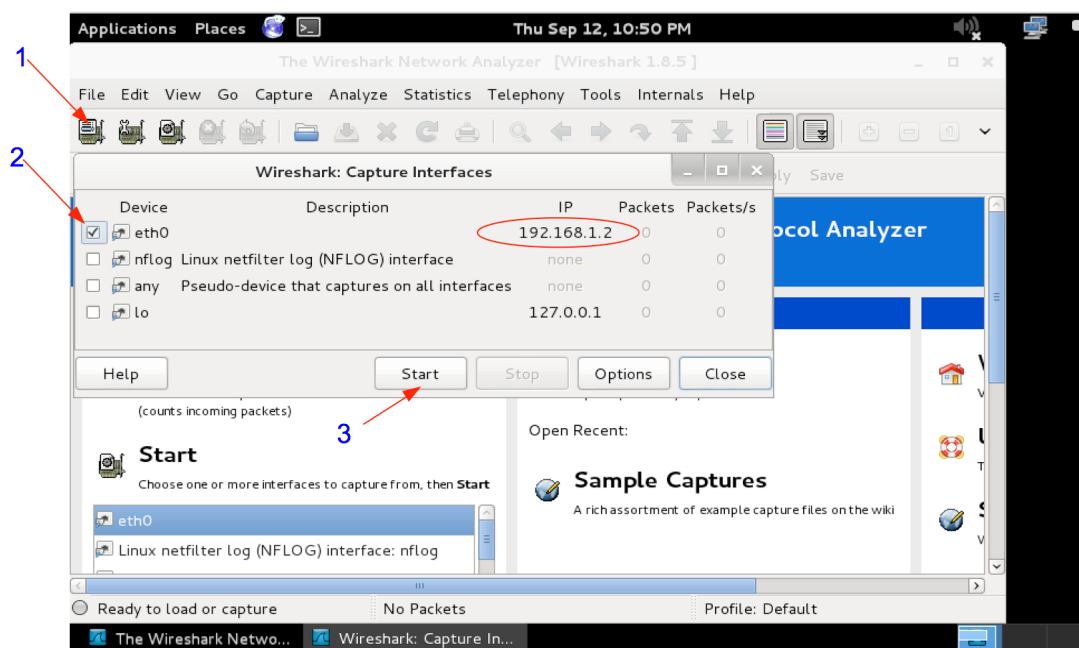 Applications Places Thu Sep 12, 10:50 PM
1
The Wireshark Network Analyzer [Wireshark 1.8.5 ]
File Edit View Go Capture Analyze Statistics Telephony Tools Internals Help
2
Wireshark: Capture Interfaces
Save
Device Description IP Packets Packets/s
eth0 192.168.1.2 0 0
ocol Analyzer
nflog Linux netfilter log (NFLOG) interface none 0 0
any Pseudo-device that captures on all interfaces none 0 0
lo 127.0.0.1 0 0
Help Start Stop Options Close
3
(counts incoming packets)
Open Recent:
Start
Choose one or more interfaces to capture from, then Start
Sample Captures
A rich assortment of example capture files on the wiki
eth0
Linux netfilter log (NFLOG) interface: nflog
Ready to load or capture No Packets Profile: Default
The Wireshark Netwo... Wireshark: Capture In...